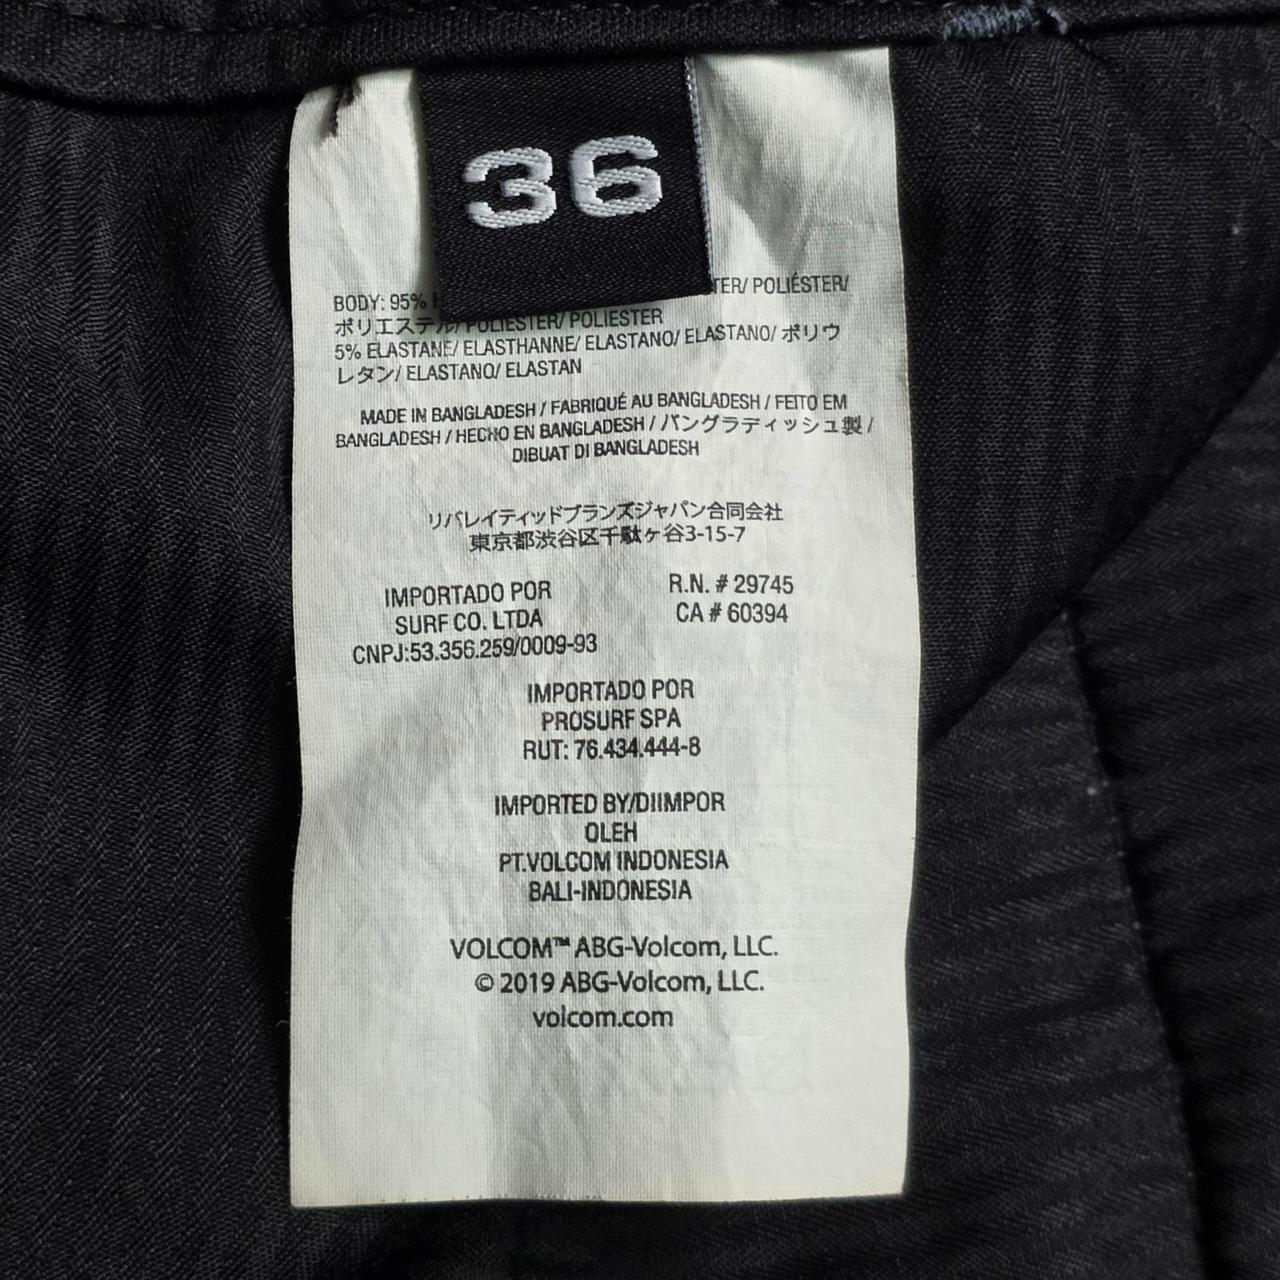 36
BODY: 95% TER/ POLIÉSTER/
ポリエステル/ POLIESTER/ POLIESTER
5% ELASTANE/ ELASTHANNE/ ELASTANO/ ELASTANO/ ポリウ
レタン/ ELASTANO/ ELASTAN
MADE IN BANGLADESH / FABRIQUÉ AU BANGLADESH / FEITO EM
BANGLADESH / HECHO EN BANGLADESH / バングラディッシュ製 /
DIBUAT DI BANGLADESH
リバレイティッドブランズジャパン合同会社
東京都渋谷区千駄ヶ谷3-15-7
IMPORTADO POR
SURF CO. LTDA
CNPJ:53.356.259/0009-93
R.N. # 29745
CA # 60394
IMPORTADO POR
PROSURF SPA
RUT: 76.434.444-8
IMPORTED BY/DIIMPOR
OLEH
PT.VOLCOM INDONESIA
BALI-INDONESIA
VOLCOM™ ABG-Volcom, LLC.
© 2019 ABG-Volcom, LLC.
volcom.com